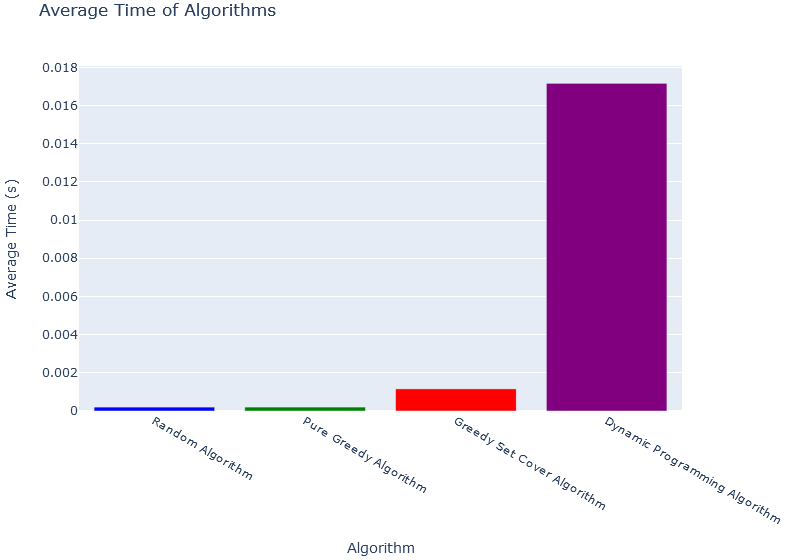 Average Time of Algorithms
0.018
0.016
0.014
0.012
0.01
0.008
0.006
0.004
0.002
0
Average Time (s)
Random Algorithm
Pure Greedy Algorithm
Greedy Set Cover Algorithm
Dynamic Programming Algorithm
Algorithm